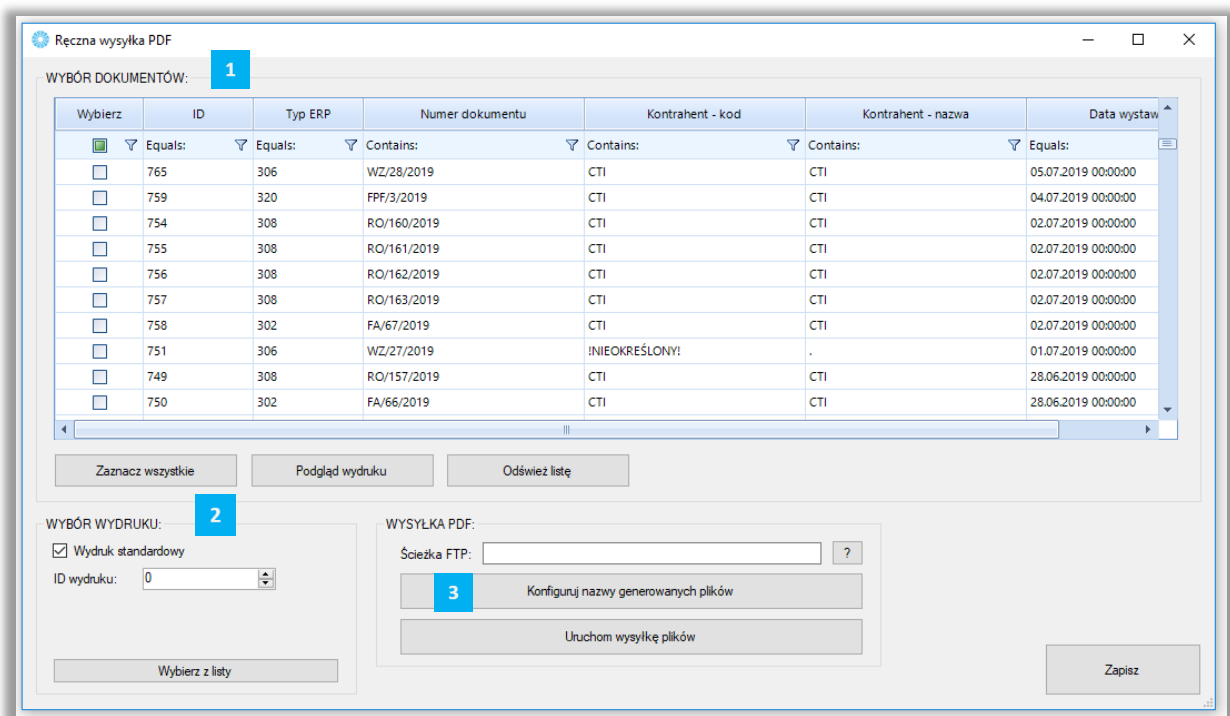 Ręczna wysyłka PDF
WYBÓR DOKUMENTÓW:
1
Wybierz ID Typ ERP Numer dokumentu Kontrahent - kod Kontrahent - nazwa Data wystaw
Equals: Equals: Contains: Contains: Contains: Equals:
765 306 WZ/28/2019 CTI CTI 05.07.2019 00:00:00
759 320 FPF/3/2019 CTI CTI 04.07.2019 00:00:00
754 308 RO/160/2019 CTI CTI 02.07.2019 00:00:00
755 308 RO/161/2019 CTI CTI 02.07.2019 00:00:00
756 308 RO/162/2019 CTI CTI 02.07.2019 00:00:00
757 308 RO/163/2019 CTI CTI 02.07.2019 00:00:00
758 302 FA/67/2019 CTI CTI 02.07.2019 00:00:00
751 306 WZ/27/2019 !NIEOKREŚLONY! . 01.07.2019 00:00:00
749 308 RO/157/2019 CTI CTI 28.06.2019 00:00:00
750 302 FA/66/2019 CTI CTI 28.06.2019 00:00:00
Zaznacz wszystkie Podgląd wydruku Odśwież listę
2
WYBÓR WYDRUKU:
Wydruk standardowy
ID wydruku: 0
Wybierz z listy
WYSYŁKA PDF:
Ścieżka FTP: ?
3
Konfiguruj nazwy generowanych plików
Uruchom wysyłkę plików
Zapisz